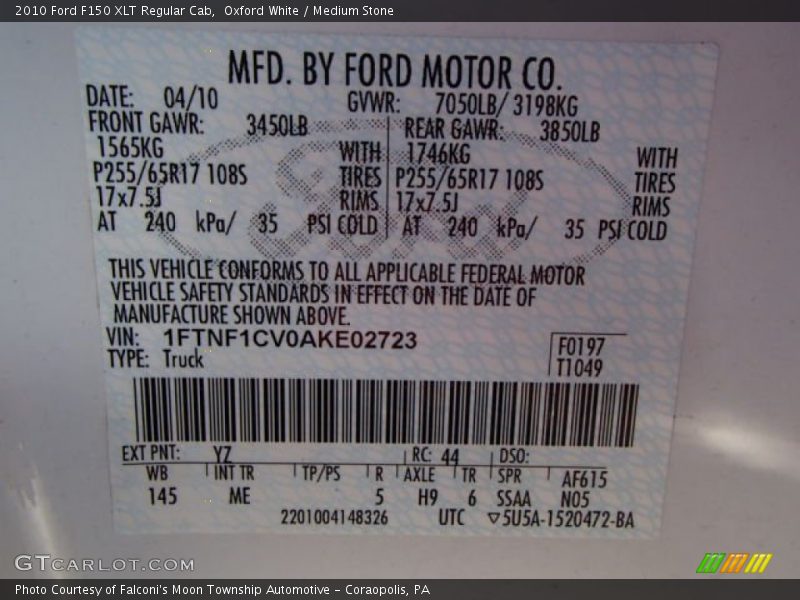 2010 Ford F150 XLT Regular Cab, Oxford White / Medium Stone
MFD. BY FORD MOTOR CO.
DATE: 04/10 GVWR: 7050LB/ 3198KG
FRONT GAWR: 3450LB REAR GAWR: 3850LB
1565KG WITH 1746KG WITH
P255/65R17 108S TIRES P255/65R17 108S TIRES
17x7.5J RIMS 17x7.5J RIMS
AT 240 kPa/ 35 PSI COLD AT 240 kPa/ 35 PSI COLD
THIS VEHICLE CONFORMS TO ALL APPLICABLE FEDERAL MOTOR
VEHICLE SAFETY STANDARDS IN EFFECT ON THE DATE OF
MANUFACTURE SHOWN ABOVE.
VIN: 1FTNF1CV0AKE02723
TYPE: Truck
F0197
T1049
EXT PNT: YZ RC: 44 DSO:
WB INT TR TP/PS R AXLE TR SPR AF615
145 ME 5 H9 6 SSAA N05
2201004148326 UTC ▽5U5A-1520472-BA
GTCARLOT.COM
Photo Courtesy of Falconi's Moon Township Automotive - Coraopolis, PA